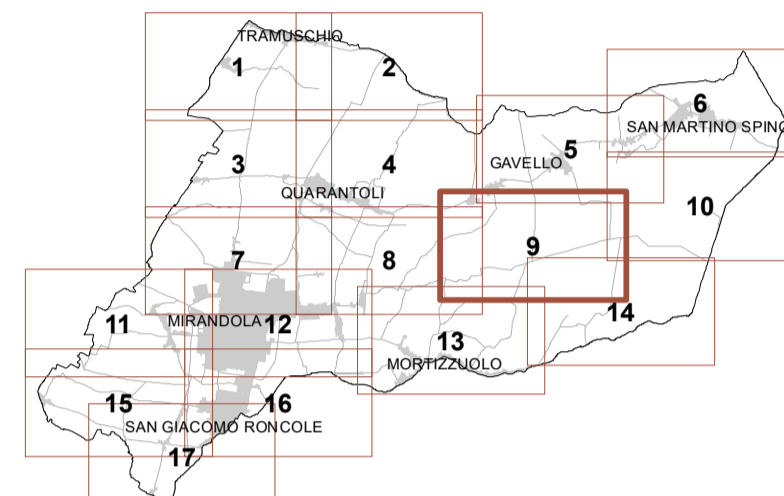 TRAMUSCHIO
1
2
6
SAN MARTINO SPINO
5
GAVELLO
3
4
QUARANTOLI
10
9
7
8
14
11
MIRANDOLA
12
13
MORTIZZUOLO
15
16
SAN GIACOMO RONCOLE
17